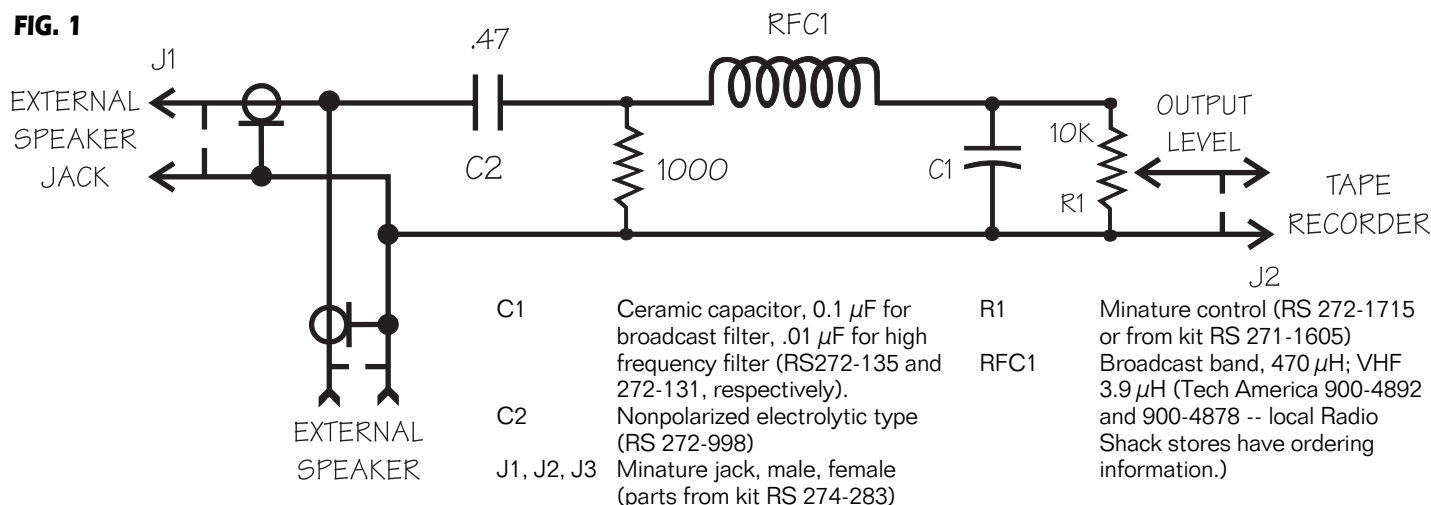 FIG. 1
RFC1
.47
J1
EXTERNAL
SPEAKER
JACK
C2
1000
C1
10K
R1
OUTPUT
LEVEL
TAPE
RECORDER
J2
EXTERNAL
SPEAKER
C1 Ceramic capacitor, 0.1 µF for
broadcast filter, .01 µF for high
frequency filter (RS272-135 and
272-131, respectively).
C2 Nonpolarized electrolytic type
(RS 272-998)
J1, J2, J3 Minature jack, male, female
(parts from kit RS 274-283)
R1 Minature control (RS 272-1715
or from kit RS 271-1605)
RFC1 Broadcast band, 470 µH; VHF
3.9 µH (Tech America 900-4892
and 900-4878 -- local Radio
Shack stores have ordering
information.)